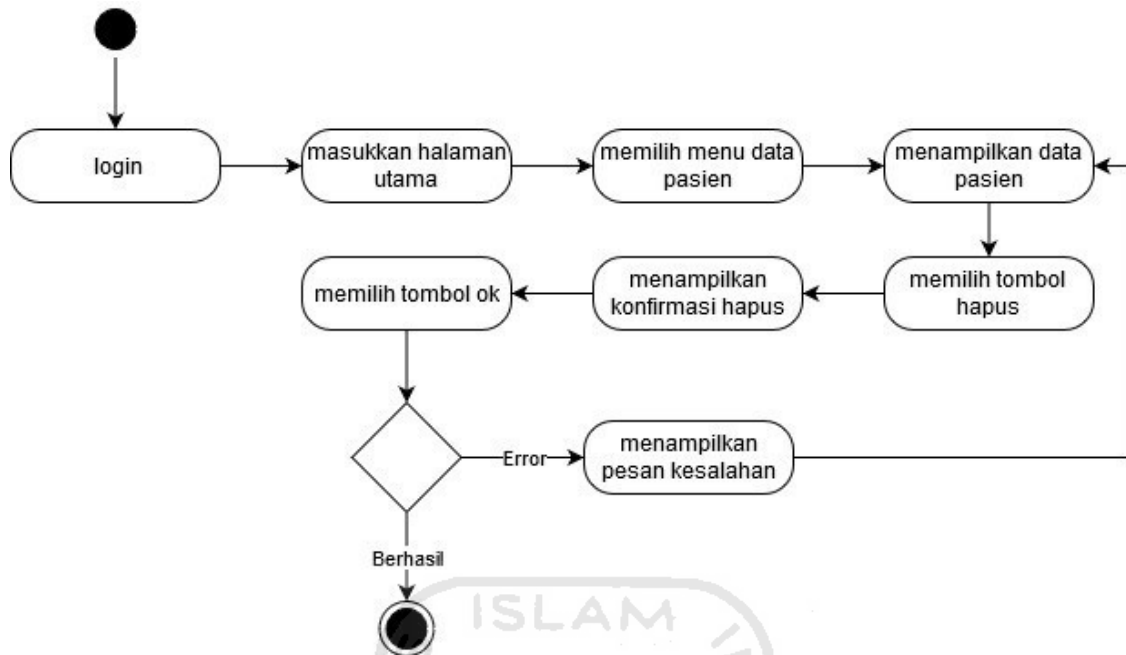 login
masukkan halaman
utama
memilih menu data
pasien
menampilkan data
pasien
memilih tombol ok
menampilkan
konfirmasi hapus
memilih tombol
hapus
Error
menampilkan
pesan kesalahan
Berhasil
ISLAM